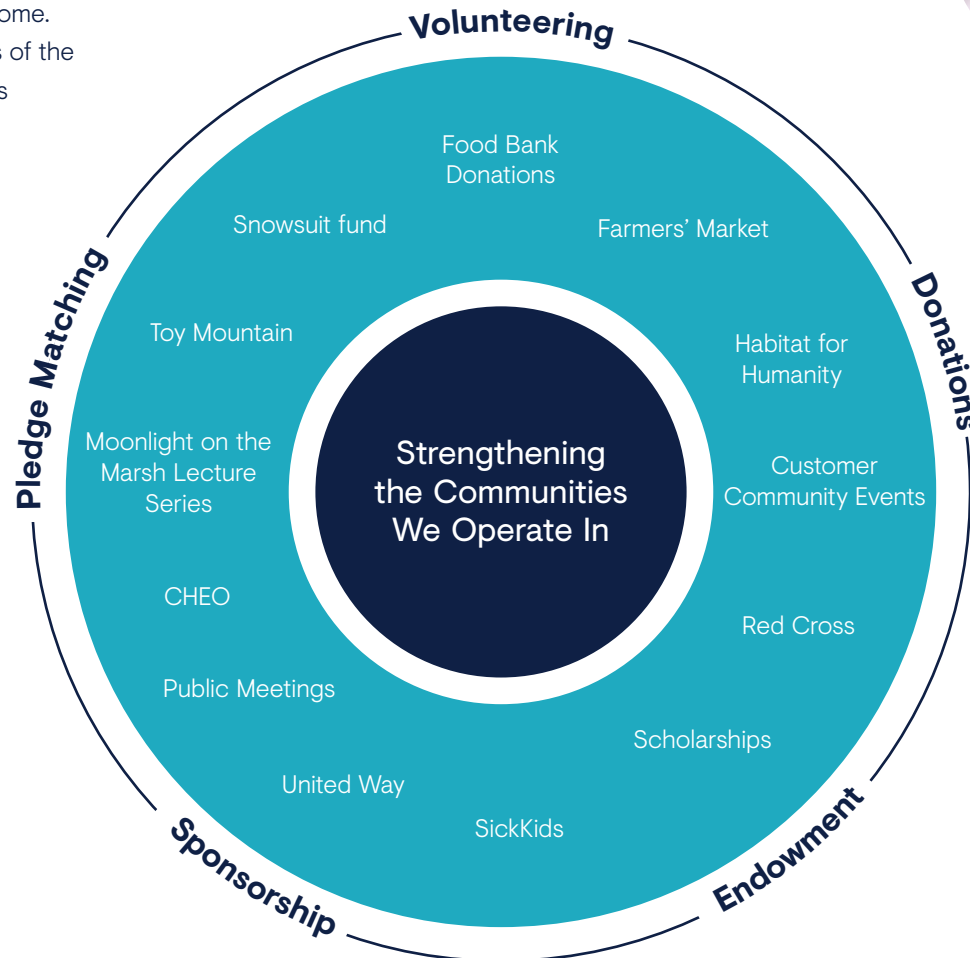 ome.
s of the
s
Volunteering
Food Bank
Donations
Snowsuit fund
Farmers’ Market
Pledge Matching
Donations
Toy Mountain
Habitat for
Humanity
Moonlight on the
Marsh Lecture
Series
Strengthening
the Communities
We Operate In
Customer
Community Events
CHEO
Red Cross
Public Meetings
Scholarships
United Way
SickKids
Sponsorship
Endowment